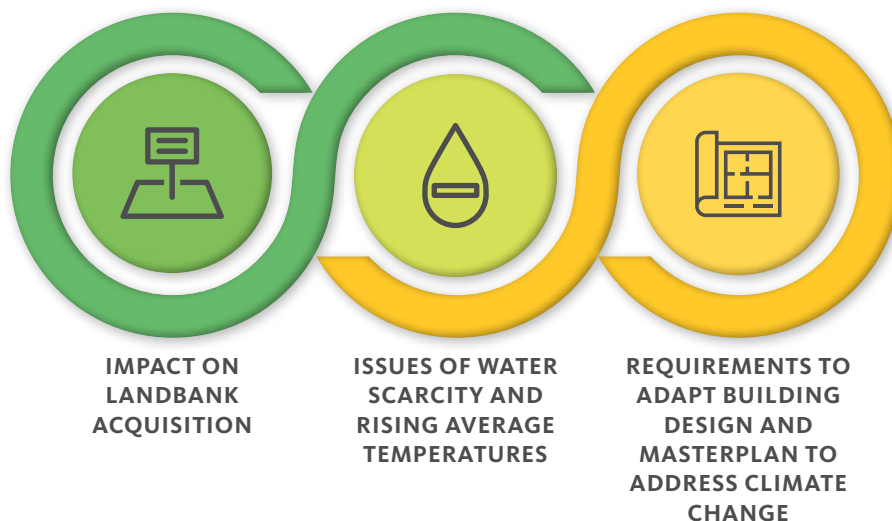 IMPACT ON
LANDBANK
ACQUISITION
ISSUES OF WATER
SCARCITY AND
RISING AVERAGE
TEMPERATURES
REQUIREMENTS TO
ADAPT BUILDING
DESIGN AND
MASTERPLAN TO
ADDRESS CLIMATE
CHANGE